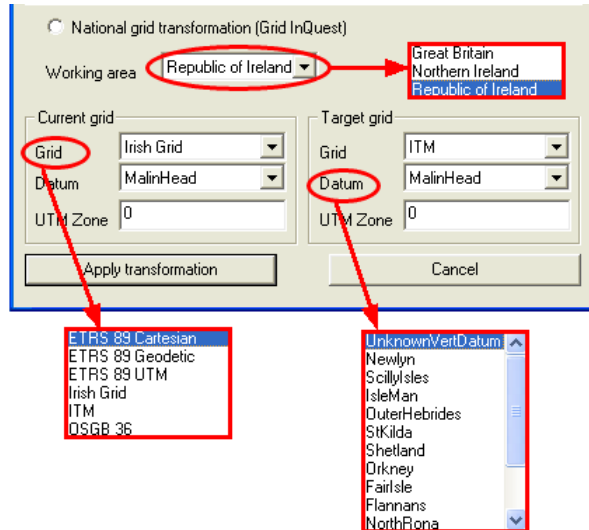 National grid transformation (Grid InQuest)
Working area Republic of Ireland
Great Britain
Northern Ireland
Republic of Ireland
Current grid
Grid Irish Grid
Datum MalinHead
UTM Zone 0
Target grid
Grid ITM
Datum MalinHead
UTM Zone 0
Apply transformation
Cancel
ETRS 89 Cartesian
ETRS 89 Geodetic
ETRS 89 UTM
Irish Grid
ITM
OSGB 36
UnknownVertDatum
Newlyn
ScillyIsles
IsleMan
OuterHebrides
StKilda
Shetland
Orkney
FairIsle
Flannans
NorthRona